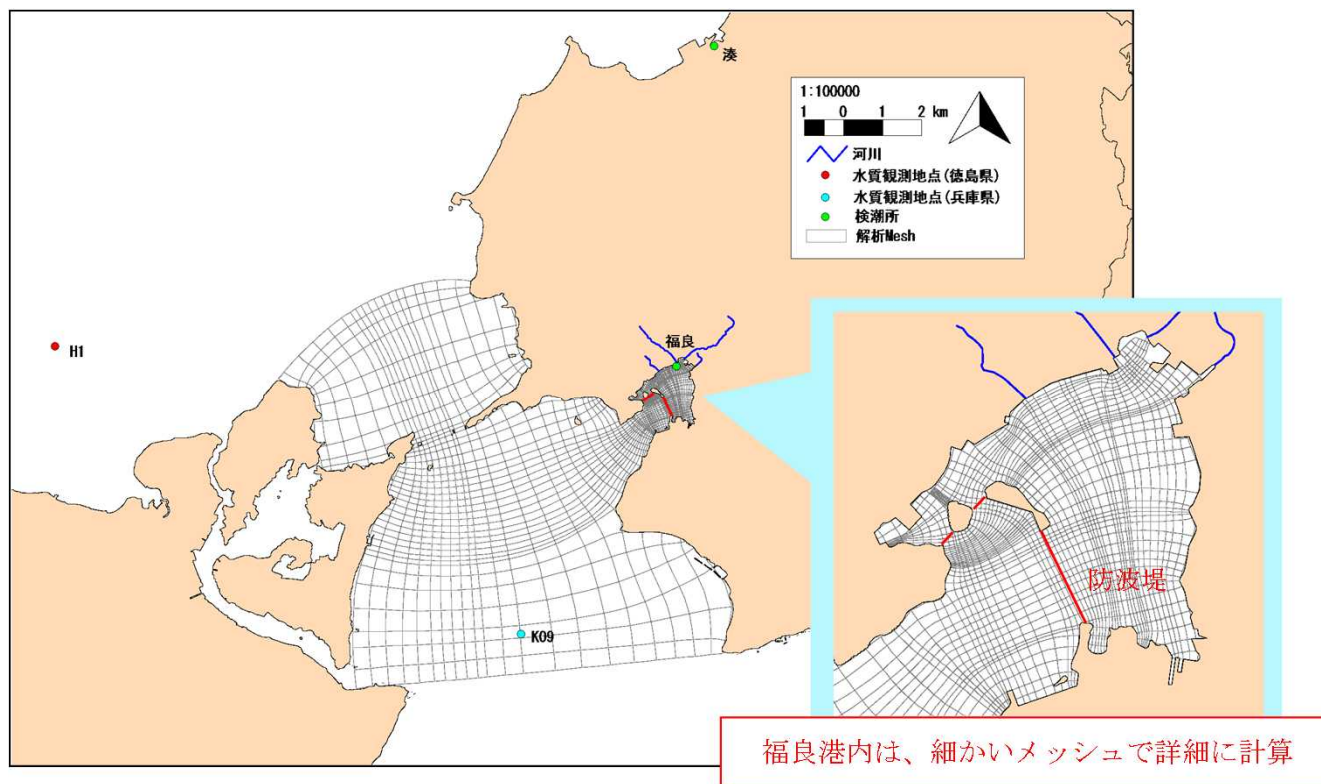 湊
1:100000
1 0 1 2 km
河川
水質観測地点(徳島県)
水質観測地点(兵庫県)
検潮所
解析Mesh
H1
福良
防波堤
K09
福良港内は、細かいメッシュで詳細に計算